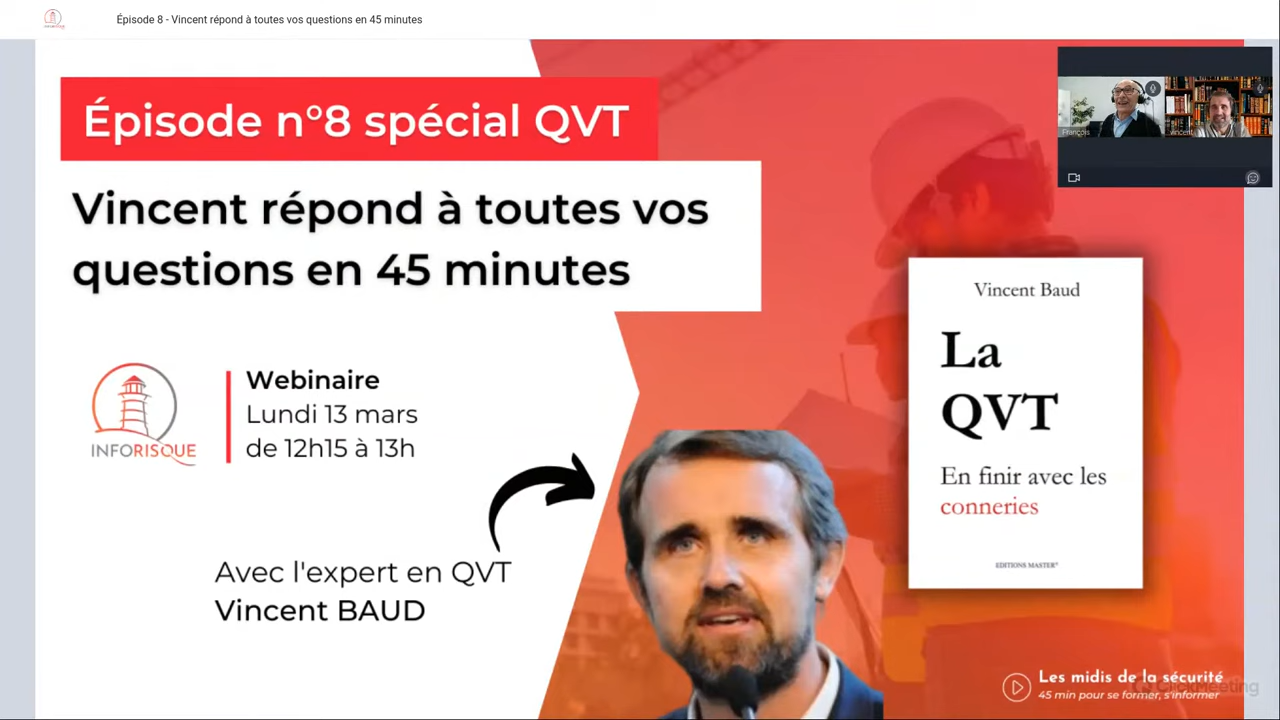 Épisode 8 - Vincent répond à toutes vos questions en 45 minutes
Épisode n°8 spécial QVT
Vincent répond à toutes vos
questions en 45 minutes
François
vincent
Vincent Baud
La
QVT
En finir avec les
conneries
EDITIONS MASTER®
INFORISQUE
Webinaire
Lundi 13 mars
de 12h15 à 13h
Avec l'expert en QVT
Vincent BAUD
Les midis de la sécurité
45 min pour se former, s'informer
ClickMeeting